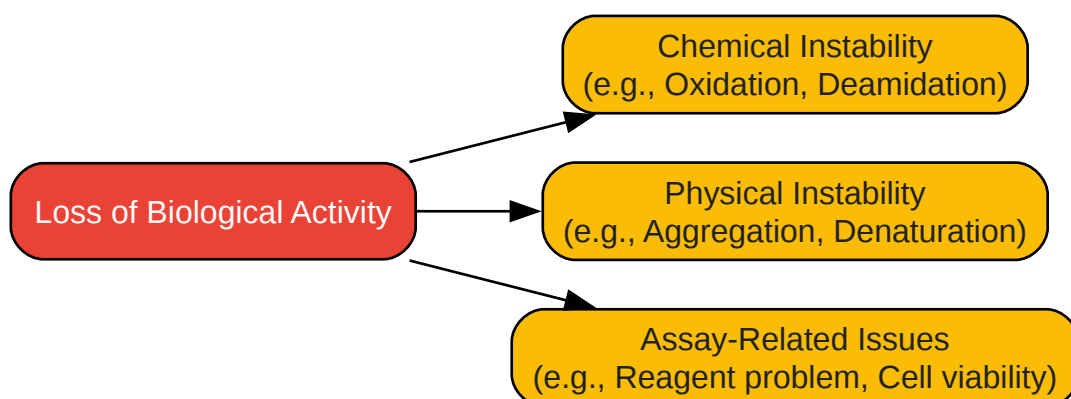 Chemical Instability
(e.g., Oxidation, Deamidation)
Loss of Biological Activity
Physical Instability
(e.g., Aggregation, Denaturation)
Assay-Related Issues
(e.g., Reagent problem, Cell viability)